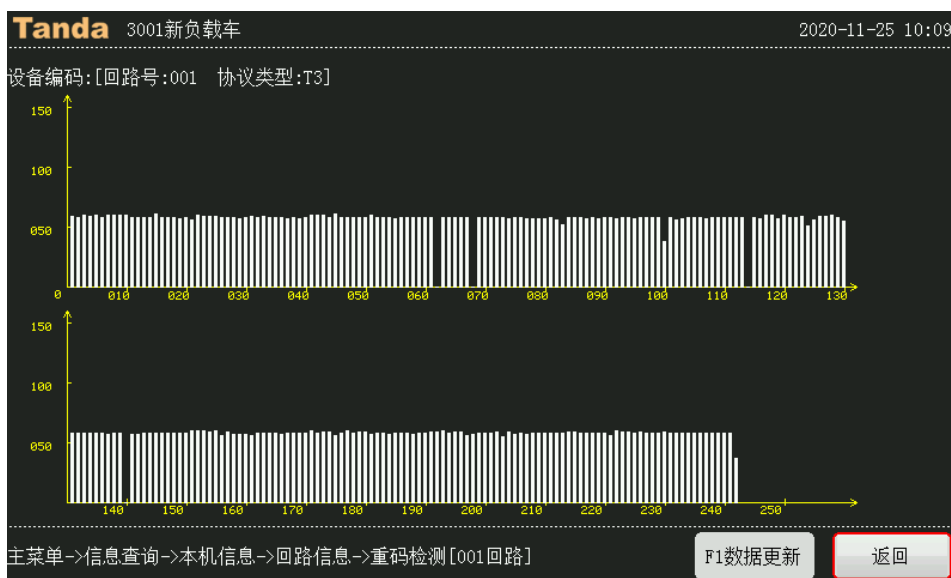 Tanda 3001新负载车 2020-11-25 10:09
设备编码:[回路号:001 协议类型:T3]
150
100
050
0 010 020 030 040 050 060 070 080 090 100 110 120 130
150
100
050
140 150 160 170 180 190 200 210 220 230 240 250
主菜单->信息查询->本机信息->回路信息->重码检测[001回路] F1数据更新 返回